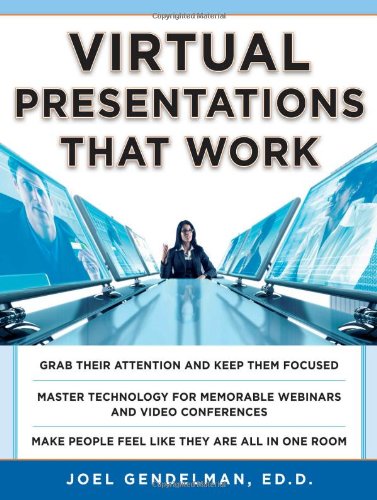 VIRTUAL
PRESENTATIONS
THAT WORK
GRAB THEIR ATTENTION AND KEEP THEM FOCUSED
MASTER TECHNOLOGY FOR MEMORABLE WEBINARS
AND VIDEO CONFERENCES
MAKE PEOPLE FEEL LIKE THEY ARE ALL IN ONE ROOM
JOEL GENDELMAN, ED.D.